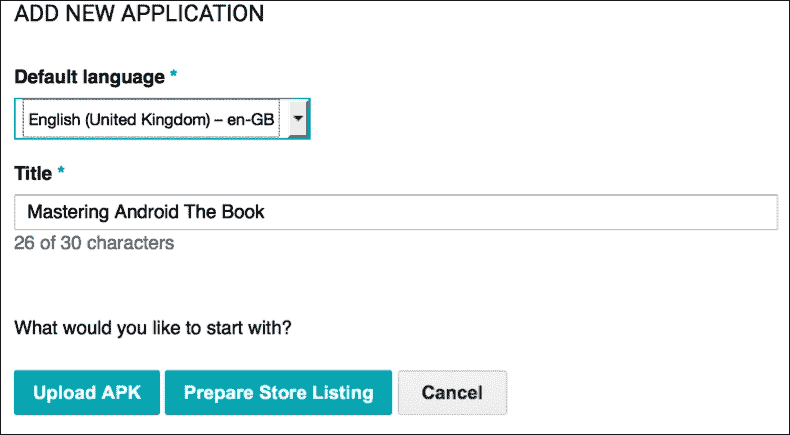 ADD NEW APPLICATION
Default language *
English (United Kingdom) – en-GB
Title *
Mastering Android The Book
26 of 30 characters
What would you like to start with?
Upload APK Prepare Store Listing Cancel